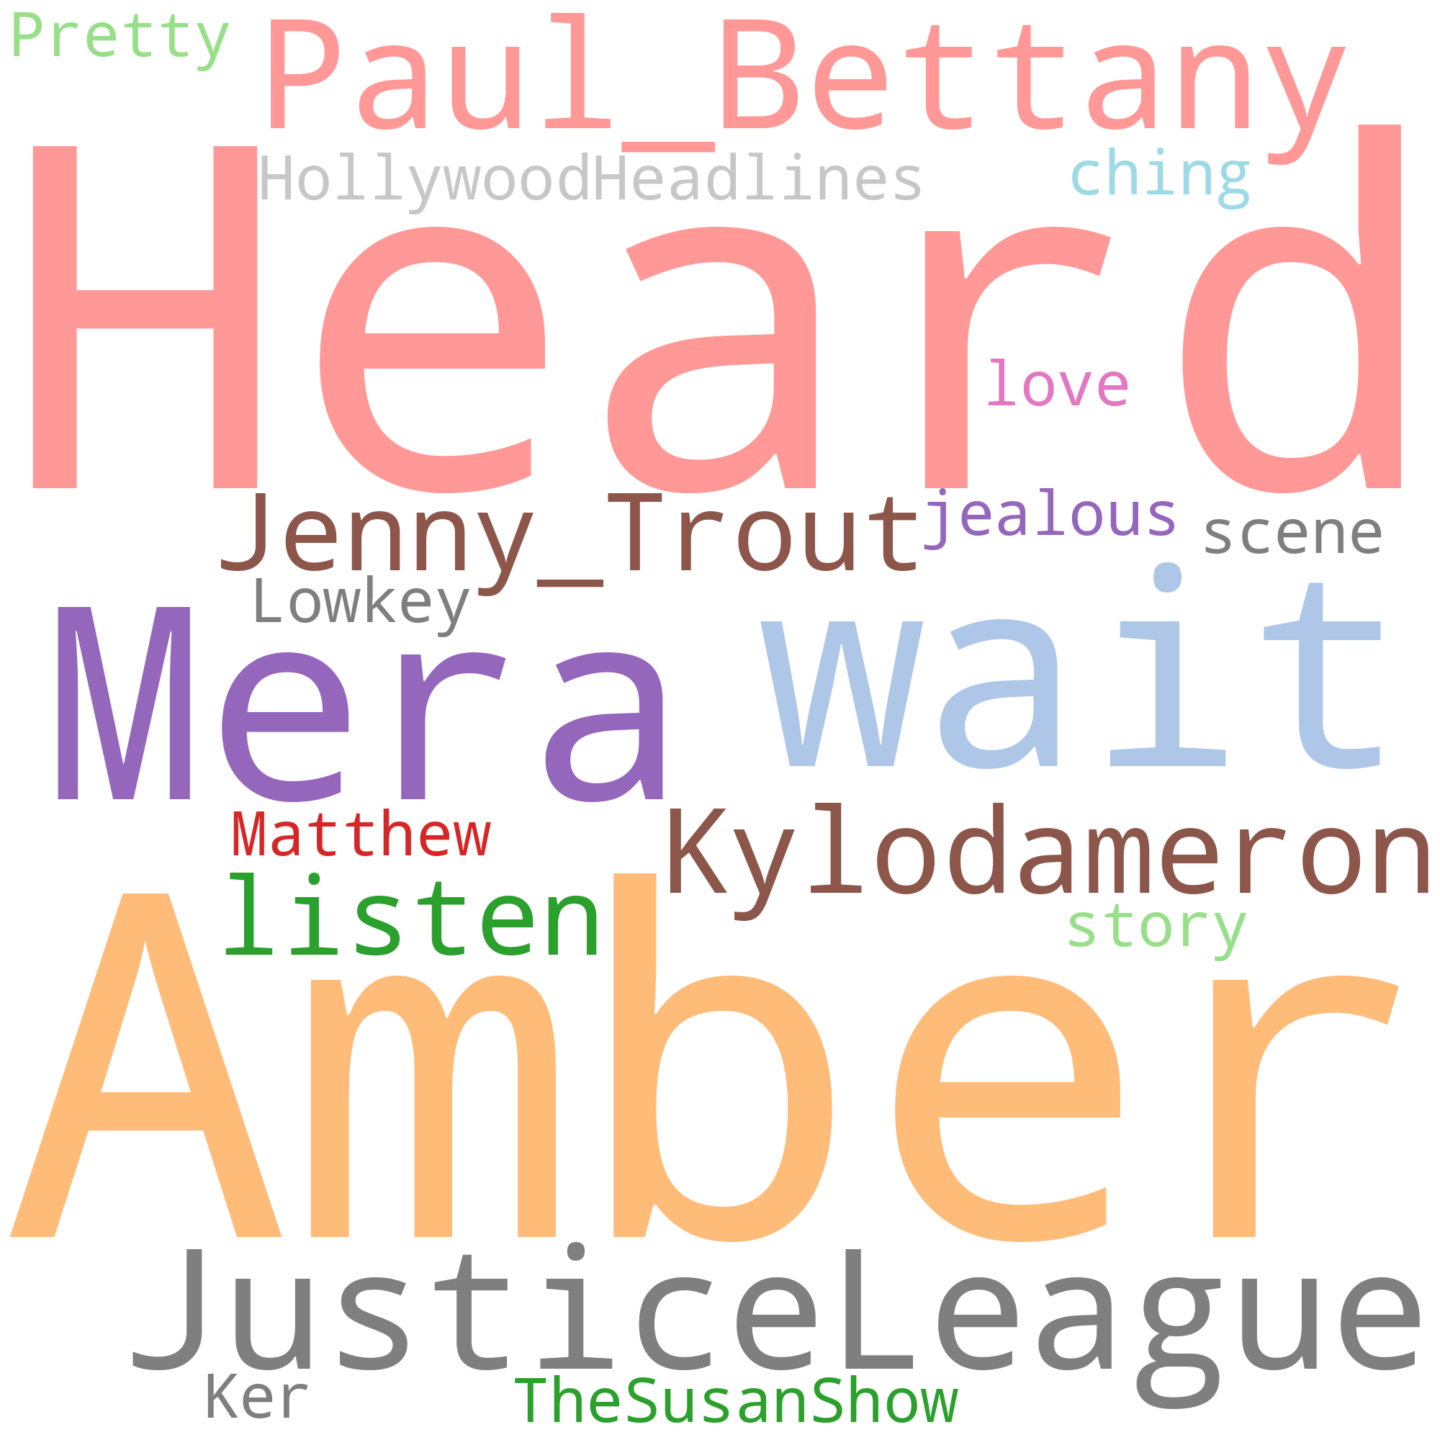 Pretty
Paul_Bettany
HollywoodHeadlines
ching
Heard
love
Jenny_Trout
jealous
scene
Lowkey
Mera
wait
Matthew
Kylodameron
listen
story
Amber
JusticeLeague
Ker
TheSusanShow